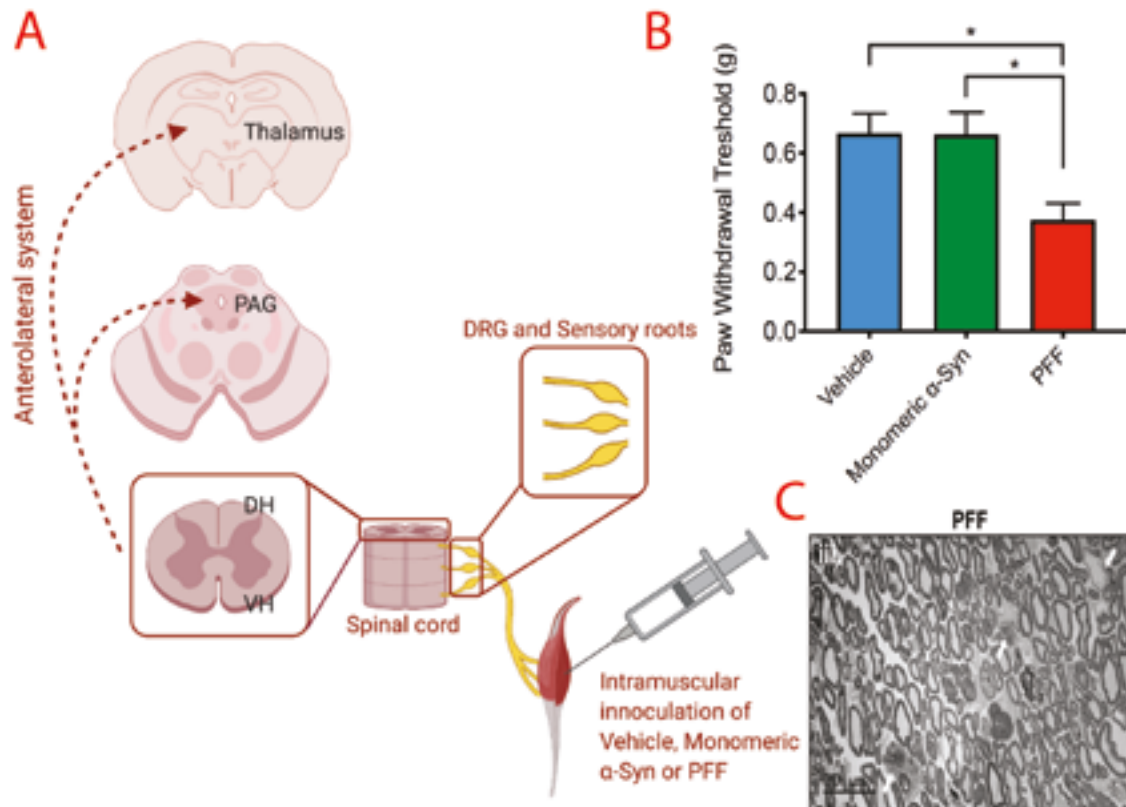 A
Thalamus
Anterolateral system
PAG
DH
VH
Spinal cord
DRG and Sensory roots
Intramuscular
innoculation of
Vehicle, Monomeric
α-Syn or PFF
B
Paw Withdrawal Treshold (g)
*
*
0.8
0.6
0.4
0.2
0.0
Vehicle
Monomeric α-Syn
PFF
C
PFF